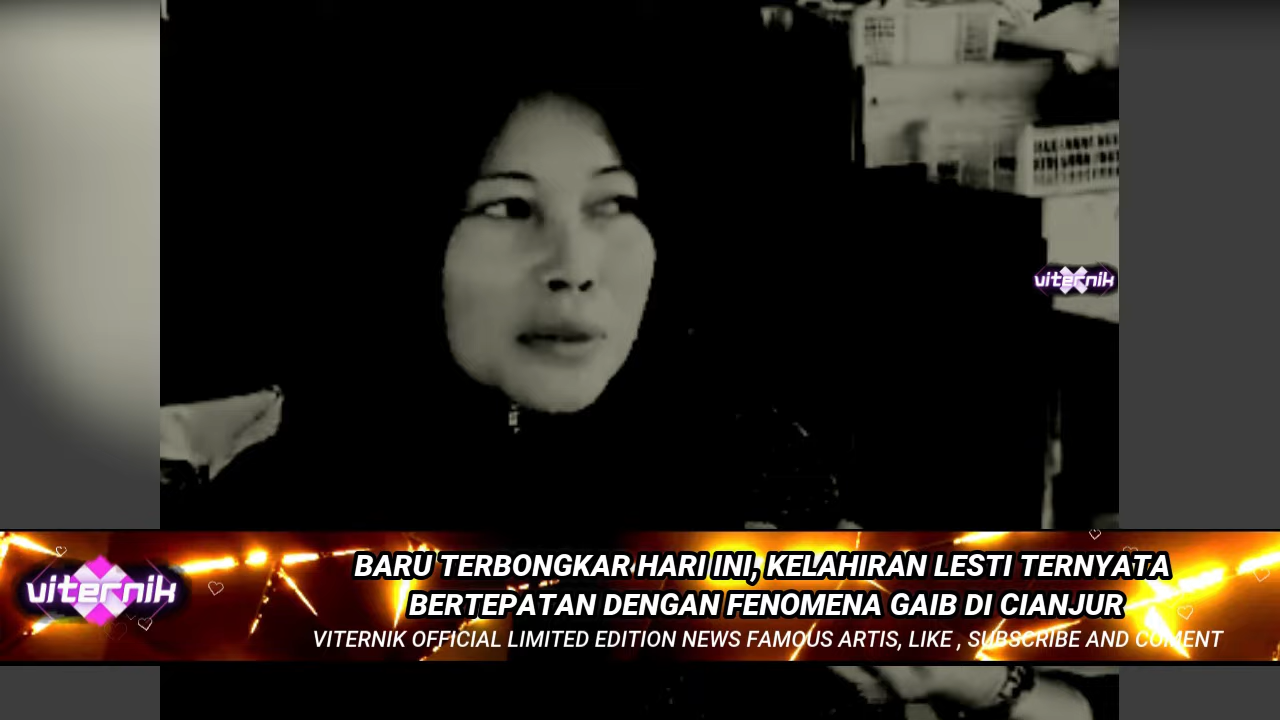 viternik
viternik
BARU TERBONGKAR HARI INI, KELAHIRAN LESTI TERNYATA
BERTEPATAN DENGAN FENOMENA GAIB DI CIANJUR
VITERNIK OFFICIAL LIMITED EDITION NEWS FAMOUS ARTIS, LIKE , SUBSCRIBE AND COMENT